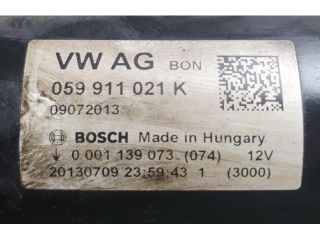 VW AG BON
059 911 021 K
09072013
BOSCH Made in Hungary
↓ 0 001 139 073 (074) 12V
20130709 23:59:43 1 (3000)